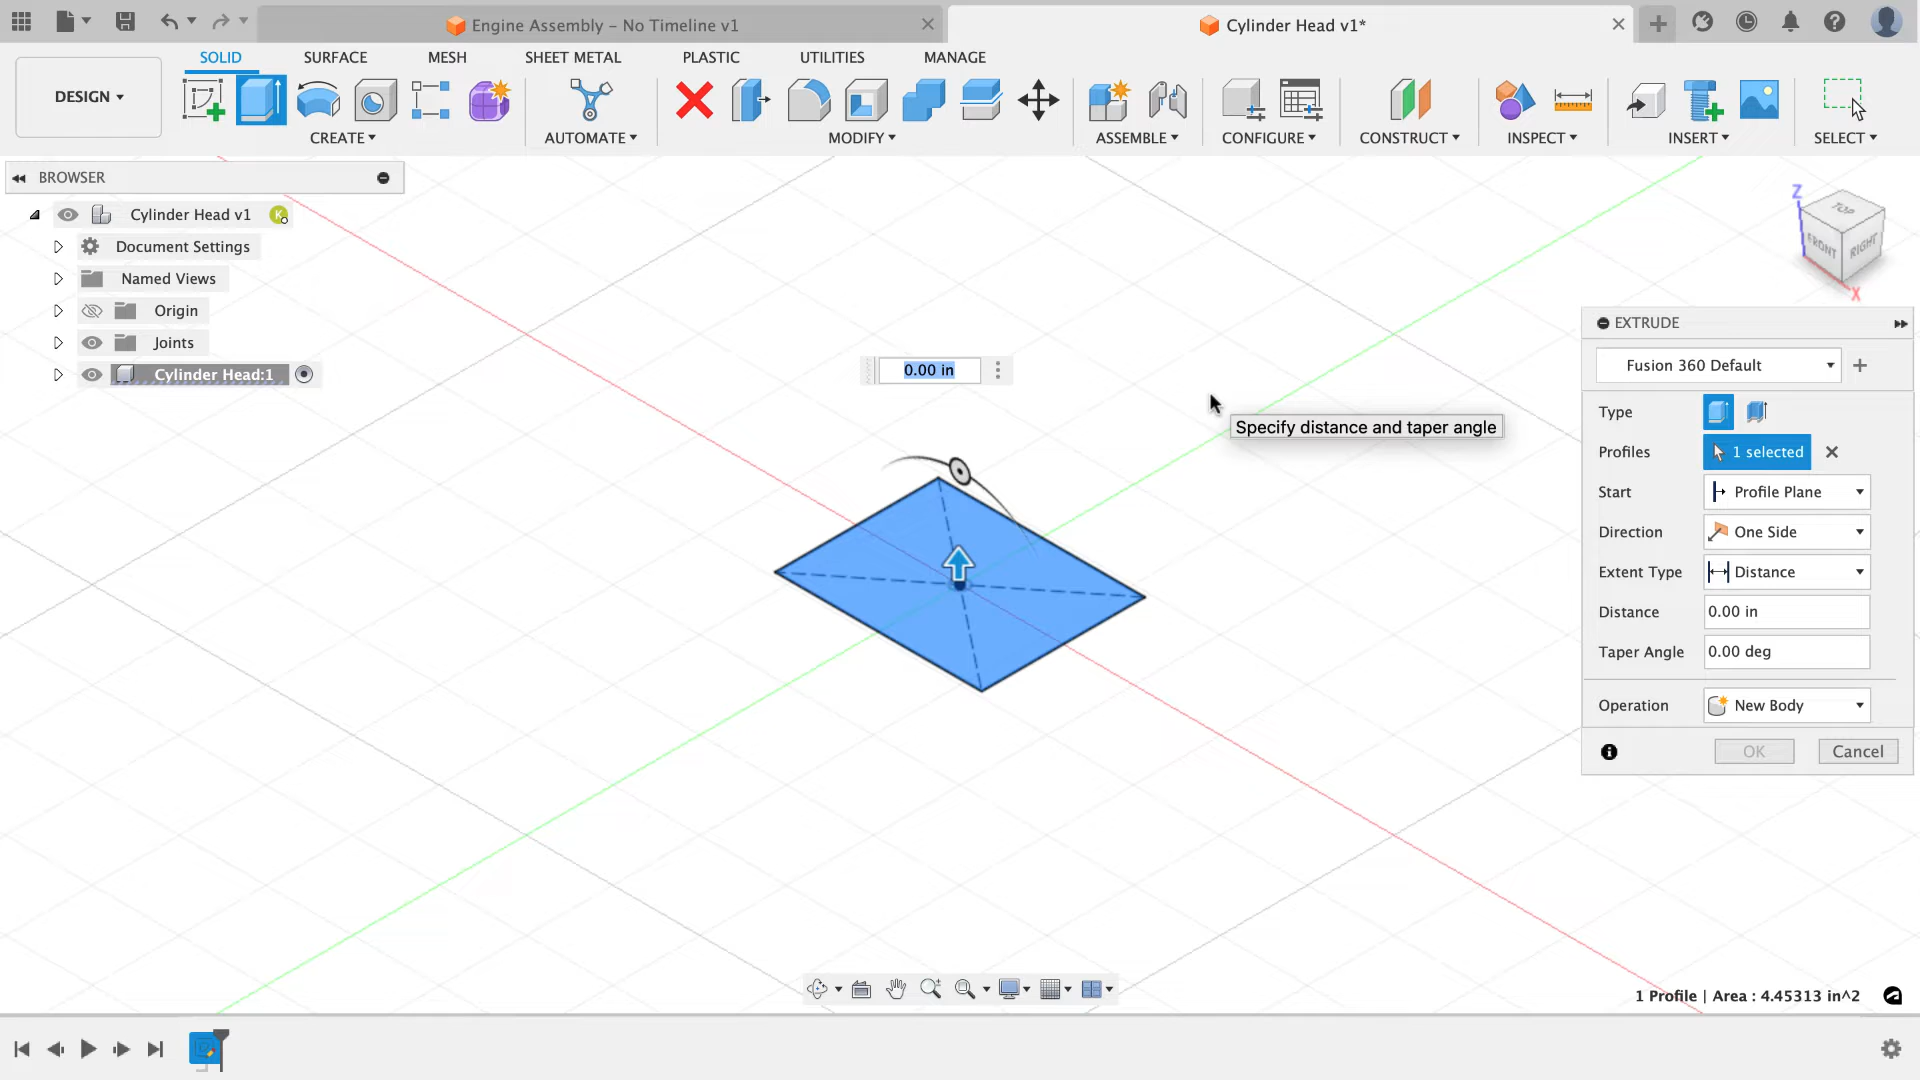 Engine Assembly – No Timeline v1
Cylinder Head v1*
DESIGN
SOLID
SURFACE
MESH
SHEET METAL
PLASTIC
UTILITIES
MANAGE
CREATE
AUTOMATE
MODIFY
ASSEMBLE
CONFIGURE
CONSTRUCT
INSPECT
INSERT
SELECT
BROWSER
Cylinder Head v1
K
Document Settings
Named Views
Origin
Joints
Cylinder Head:1
0.00 in
Specify distance and taper angle
Z
TOP
FRONT
RIGHT
X
EXTRUDE
Fusion 360 Default
Type
Profiles
1 selected
Start
Profile Plane
Direction
One Side
Extent Type
Distance
Distance
0.00 in
Taper Angle
0.00 deg
Operation
New Body
OK
Cancel
1 Profile | Area : 4.45313 in^2